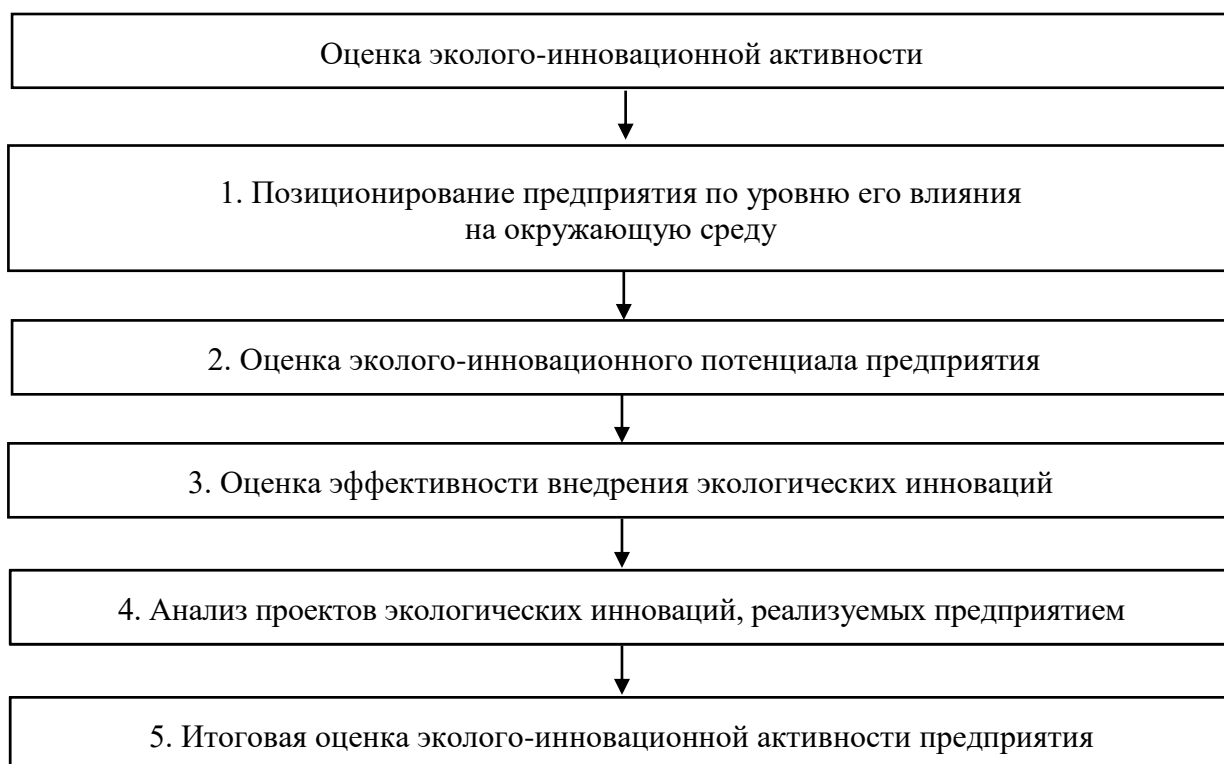 Оценка эколого-инновационной активности
1. Позиционирование предприятия по уровню его влияния
на окружающую среду
2. Оценка эколого-инновационного потенциала предприятия
3. Оценка эффективности внедрения экологических инноваций
4. Анализ проектов экологических инноваций, реализуемых предприятием
5. Итоговая оценка эколого-инновационной активности предприятия